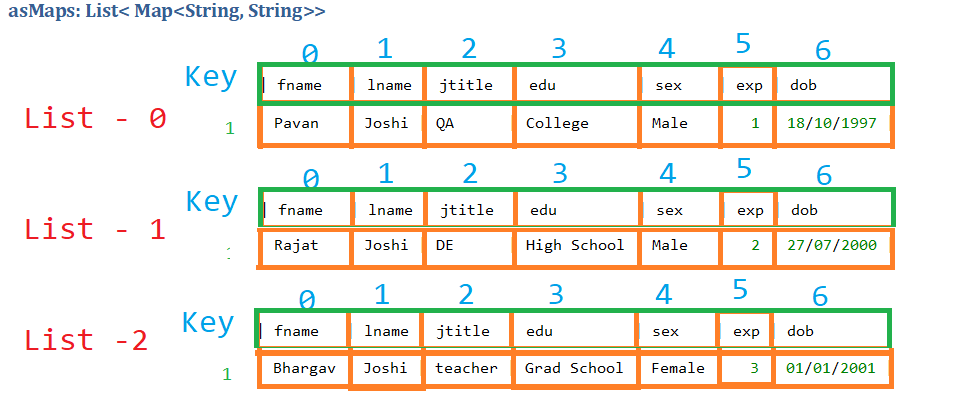 asMaps: List< Map<String, String>>
0 1 2 3 4 5 6
Key | fname lname jtitle edu sex exp dob
List - 0
1 Pavan Joshi QA College Male 1 18/10/1997
0 1 2 3 4 5 6
Key | fname lname jtitle edu sex exp dob
List - 1
Rajat Joshi DE High School Male 2 27/07/2000
0 1 2 3 4 5 6
Key | fname lname jtitle edu sex exp dob
List -2
1 Bhargav Joshi teacher Grad School Female 3 01/01/2001